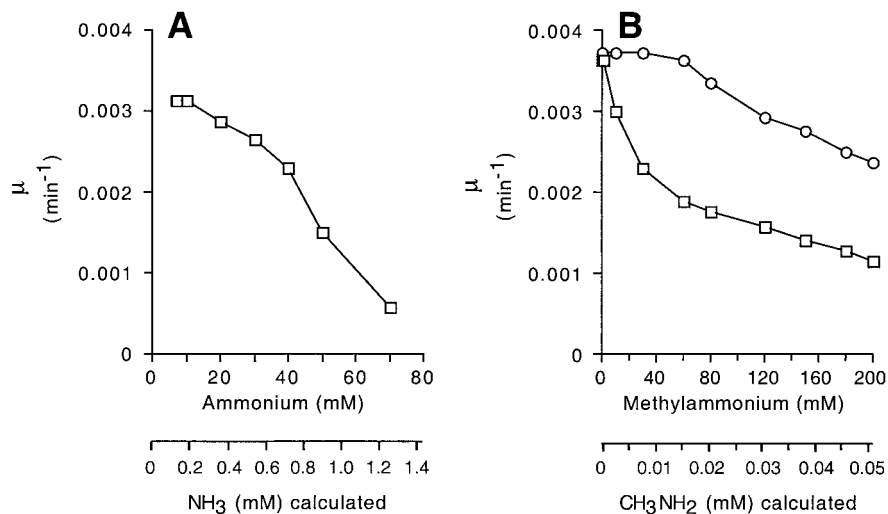 A
0.004
0.003
0.002
0.001
0
μ
(min-1)
0 20 40 60 80
Ammonium (mM)
0 0.2 0.4 0.6 0.8 1.0 1.2 1.4
NH3 (mM) calculated
B
0.004
0.003
0.002
0.001
0
μ
(min-1)
0 40 80 120 160 200
Methylammonium (mM)
0 0.01 0.02 0.03 0.04 0.05
CH3NH2 (mM) calculated